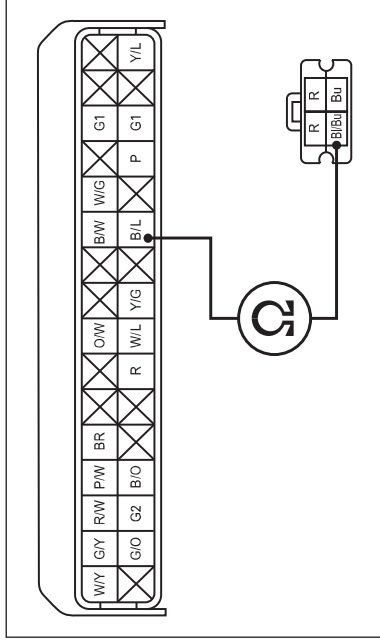 W/Y G/Y R/W P/W BR O/W B/W W/G G1
G/O G2 B/O R W/L Y/G B/L P G1 Y/L
Ω
R R
Bl/Bu Bu